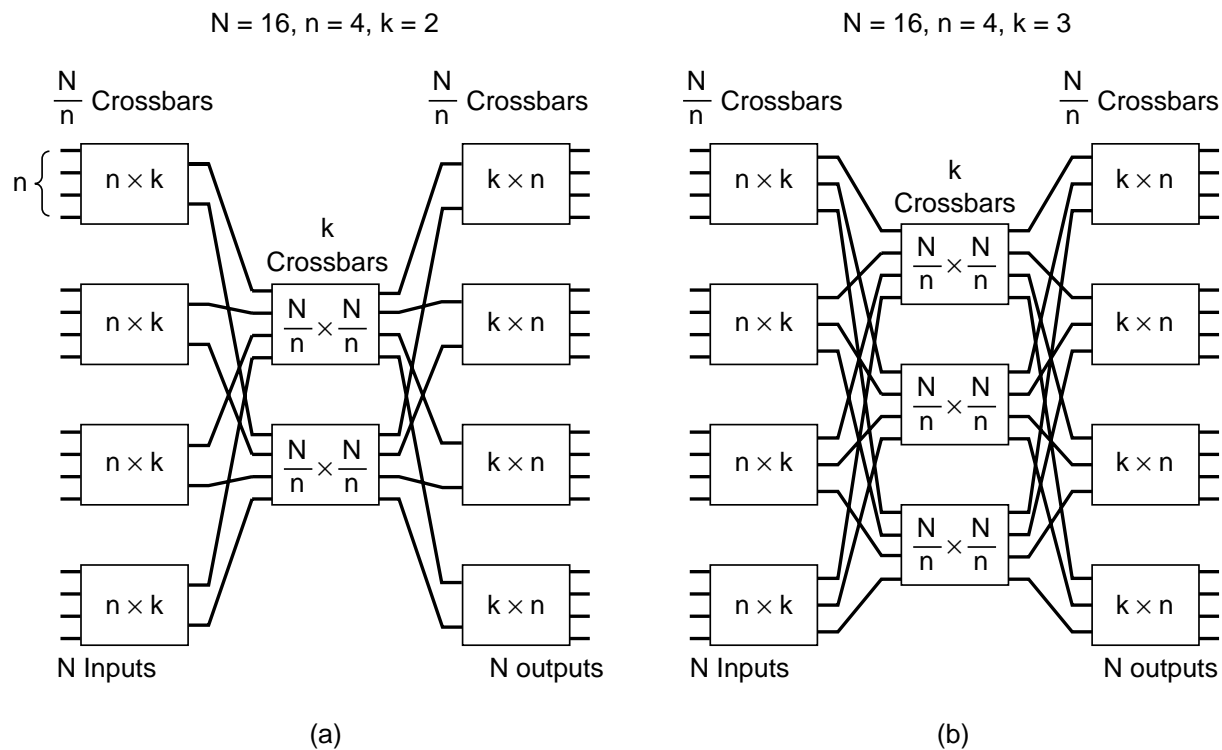 N = 16, n = 4, k = 2
N/n Crossbars
N/n Crossbars
n
n × k
n × k
n × k
n × k
k
Crossbars
N/n × N/n
N/n × N/n
k × n
k × n
k × n
k × n
N Inputs
N outputs
(a)
N = 16, n = 4, k = 3
N/n Crossbars
N/n Crossbars
n × k
n × k
n × k
n × k
k
Crossbars
N/n × N/n
N/n × N/n
N/n × N/n
k × n
k × n
k × n
k × n
N Inputs
N outputs
(b)